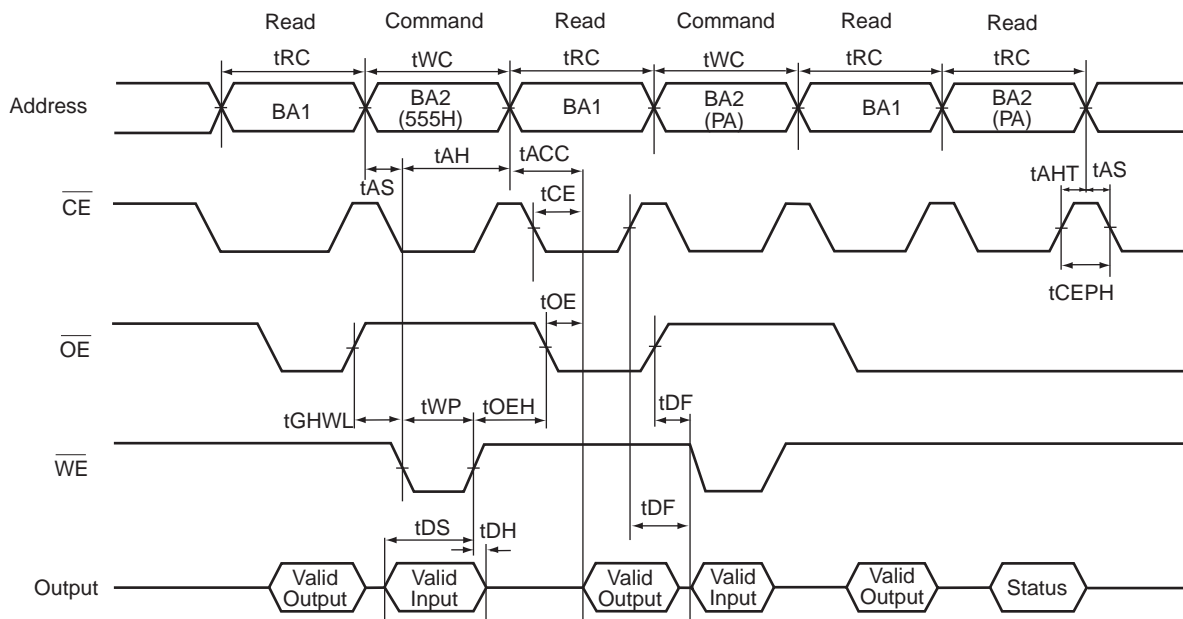 Read Command Read Command Read Read
tRC tWC tRC tWC tRC tRC
Address BA1 BA2 (555H) BA1 BA2 (PA) BA1 BA2 (PA)
tAS tAH tACC tAHT tAS
CE tCE
tCEPH
OE tOE
tGHWL tWP tOEH tDF
WE
tDF
tDS tDH
Output Valid Output Valid Input Valid Output Valid Input Valid Output Status